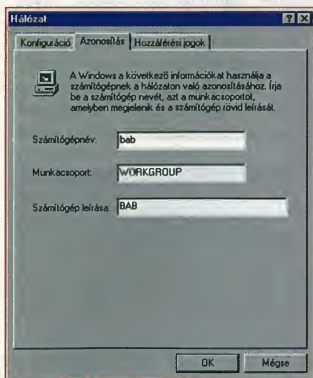 Hálózat
Konfiguráció Azonosítás Hozzáférési jogok
A Windows a következő információkat használja a
számítógépnek a hálózaton való azonosításához. Írja
be a számítógép nevét, azt a munkacsoportot,
amelyben megjelenik és a számítógép rövid leírását.
Számítógépnév: bab
Munkacsoport: WORKGROUP
Számítógép leírása: BAB
OK Mégse